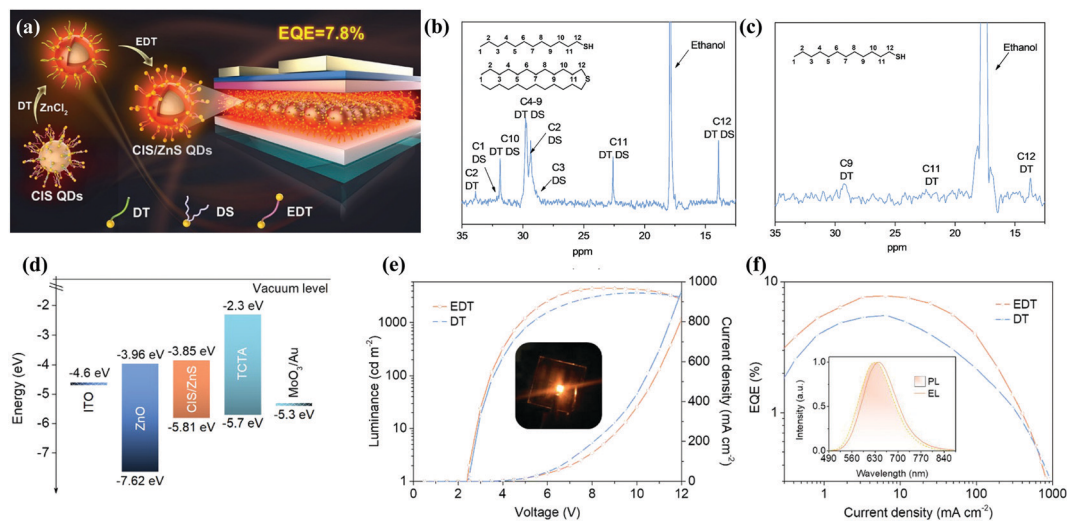 (a)
EDT
EQE=7.8%
DT
ZnCl2
CIS/ZnS QDs
CIS QDs
DT
DS
EDT
(b)
2 4 6 8 10 12
SH
1 3 5 7 9 11
2 4 6 8 10 12
1 3 5 7 9 11
S
Ethanol
C4-9
DT DS
C2
DS
C10
DT DS
C1
DS
C2
DT
C3
DS
C11
DT DS
C12
DT DS
35 30 25 20 15
ppm
(c)
2 4 6 8 10 12
SH
1 3 5 7 9 11
Ethanol
C9
DT
C11
DT
C12
DT
35 30 25 20 15
ppm
(d)
Vacuum level
-2.3 eV
-3.96 eV
-3.85 eV
-4.6 eV
ITO
ZnO
CIS/ZnS
TCTA
MoO3/Au
-5.3 eV
-5.81 eV
-5.7 eV
-7.62 eV
Energy (eV)
-2
-3
-4
-5
-6
-7
(e)
EDT
DT
Luminance (cd m-2)
1000
100
10
1
Current density (mA cm-2)
1000
800
600
400
200
0
0 2 4 6 8 10 12
Voltage (V)
(f)
EDT
DT
EQE (%)
10
1
Intensity (a.u.)
1.0
0.5
0.0
PL
EL
490 560 630 700 770 840
Wavelength (nm)
1 10 100 1000
Current density (mA cm-2)